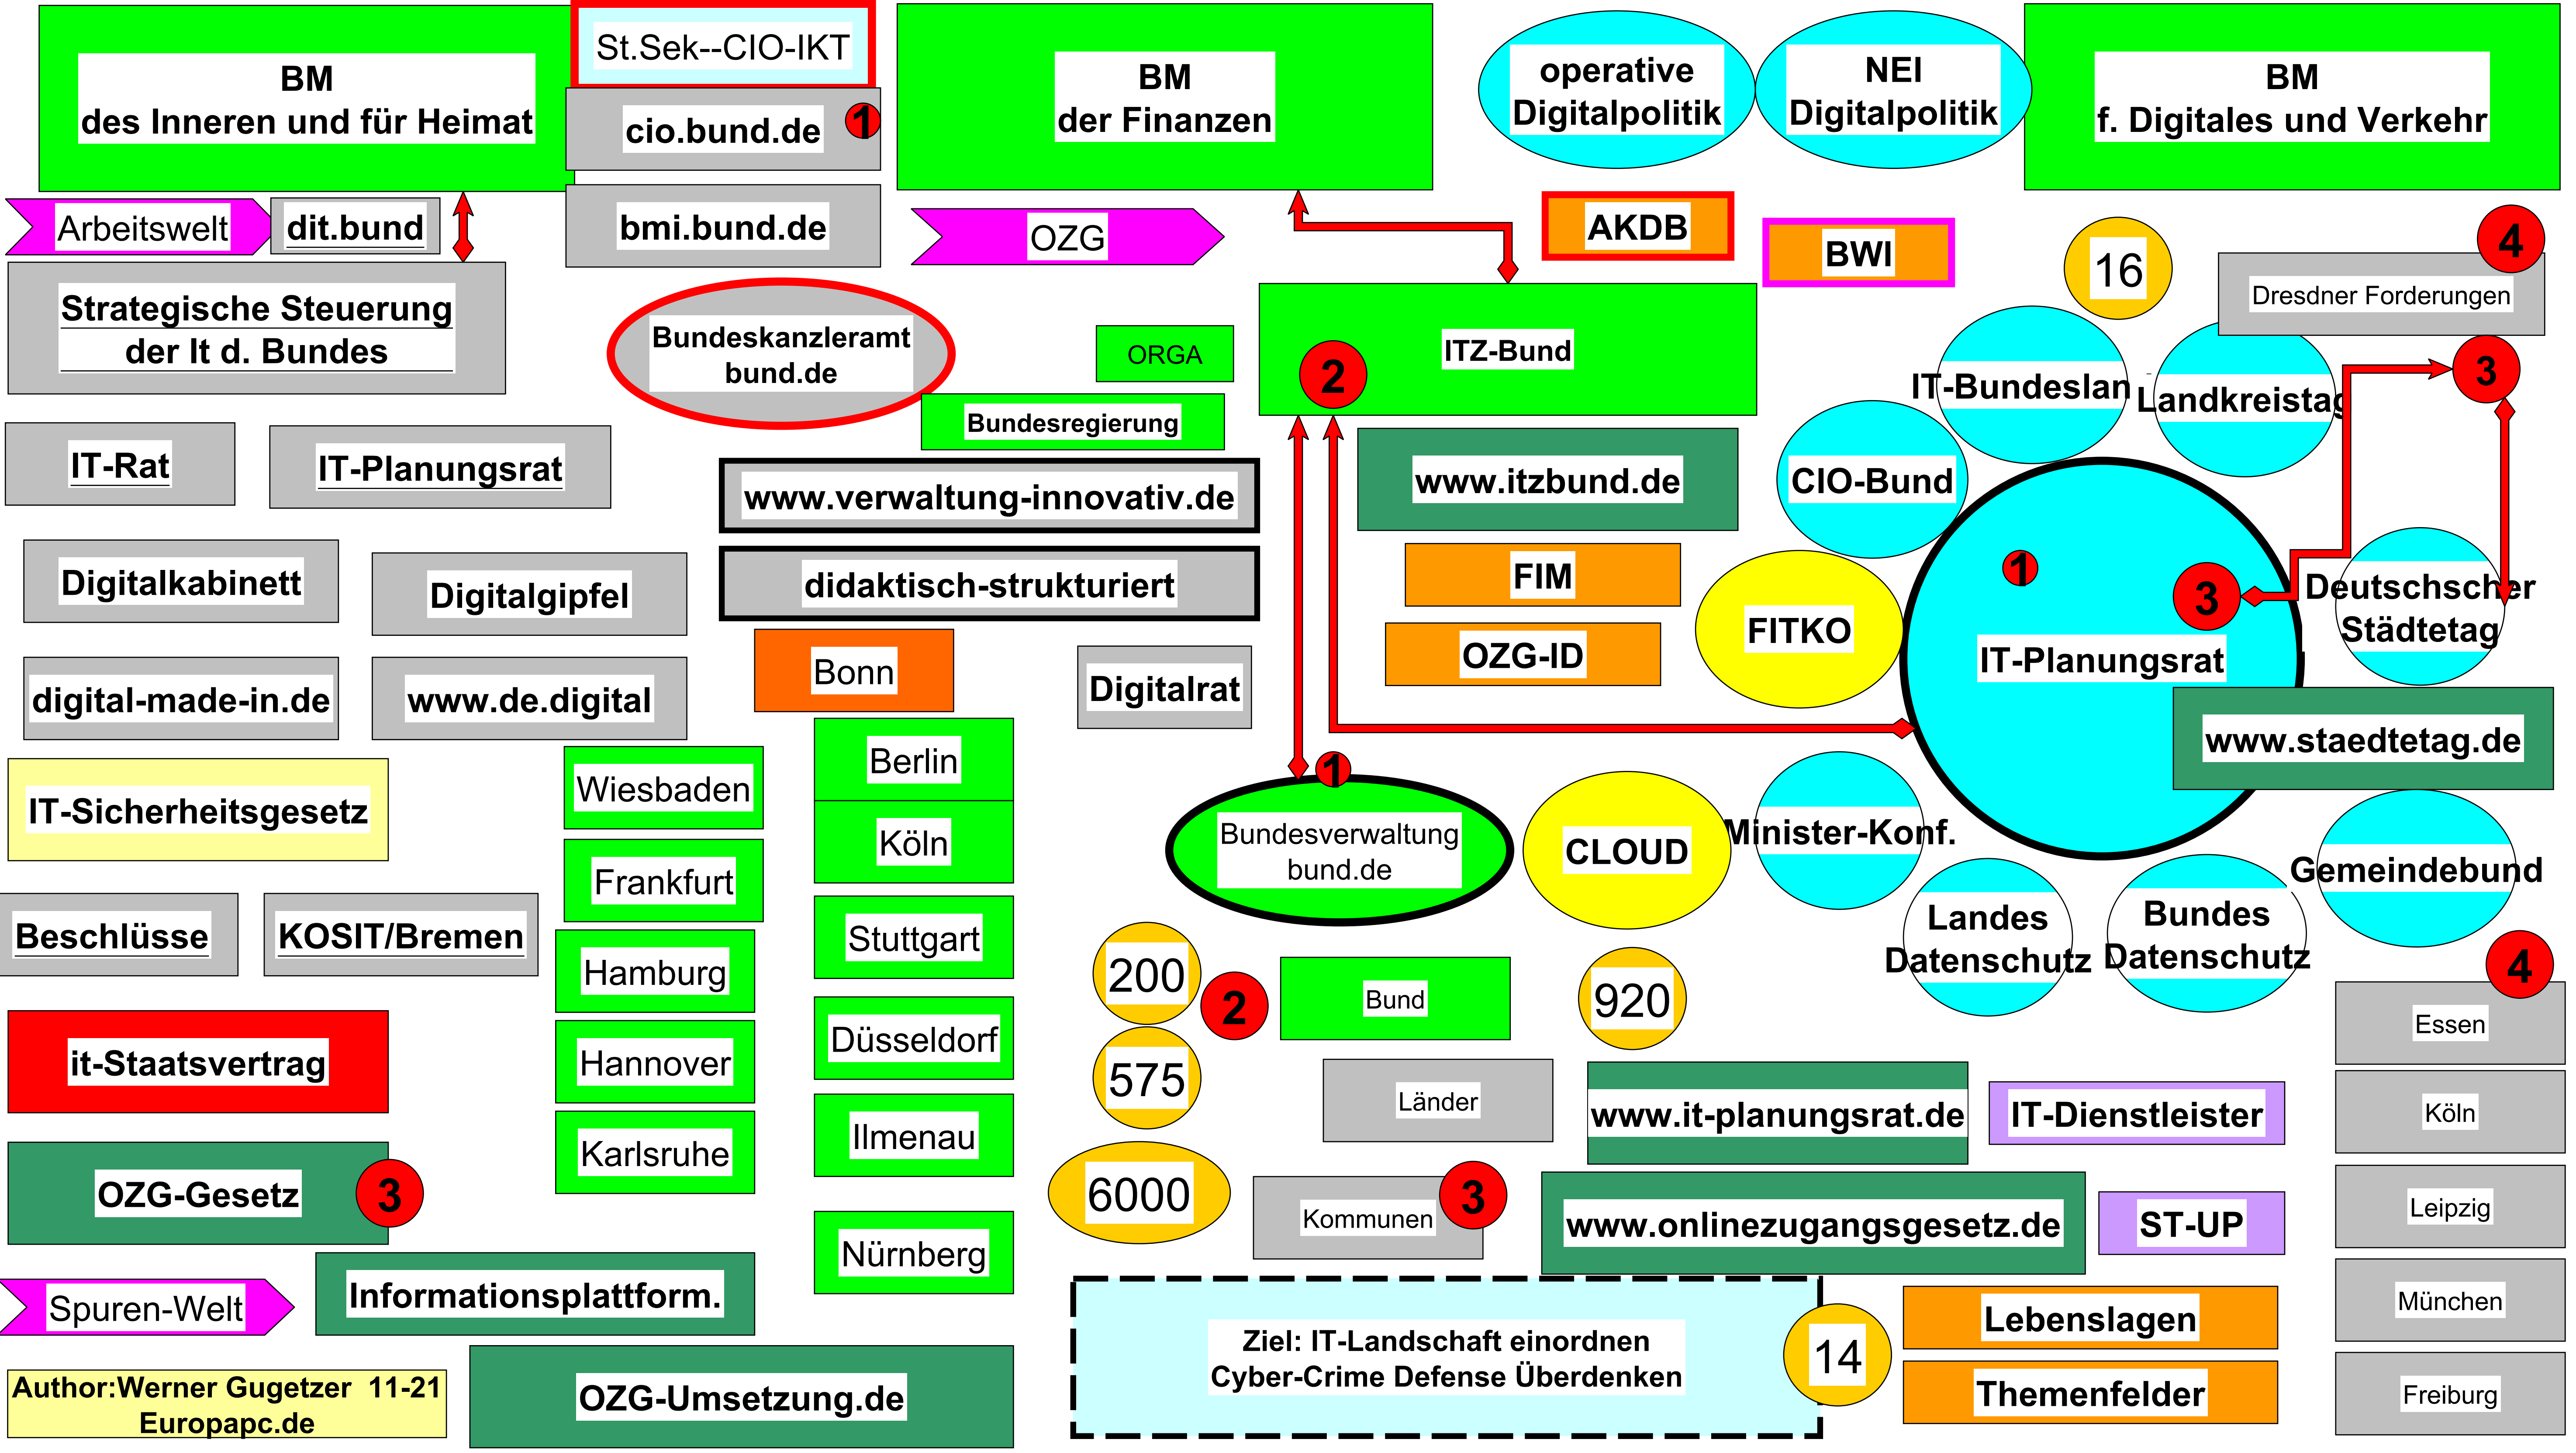 BM
des Inneren und für Heimat
St.Sek--CIO-IKT
cio.bund.de
1
bmi.bund.de
BM
der Finanzen
operative
Digitalpolitik
NEI
Digitalpolitik
BM
f. Digitales und Verkehr
Arbeitswelt
dit.bund
OZG
AKDB
BWI
16
4
Dresdner Forderungen
Strategische Steuerung
der It d. Bundes
Bundeskanzleramt
bund.de
ORGA
Bundesregierung
ITZ-Bund
2
IT-Bundeslan
Landkreistag
3
IT-Rat
IT-Planungsrat
www.verwaltung-innovativ.de
www.itzbund.de
CIO-Bund
Digitalkabinett
Digitalgipfel
didaktisch-strukturiert
FIM
1
3
IT-Planungsrat
Deutschscher
Städtetag
FITKO
OZG-ID
digital-made-in.de
www.de.digital
Bonn
Digitalrat
www.staedtetag.de
Wiesbaden
Berlin
1
Bundesverwaltung
bund.de
CLOUD
Minister-Konf.
IT-Sicherheitsgesetz
Köln
Frankfurt
Gemeindebund
Landes
Datenschutz
Bundes
Datenschutz
Beschlüsse
KOSIT/Bremen
Hamburg
Stuttgart
200
2
Bund
920
4
Essen
it-Staatsvertrag
Hannover
Düsseldorf
575
Länder
www.it-planungsrat.de
IT-Dienstleister
Köln
Karlsruhe
Ilmenau
OZG-Gesetz
3
6000
Kommunen
3
www.onlinezugangsgesetz.de
ST-UP
Leipzig
Nürnberg
Spuren-Welt
Informationsplattform.
Ziel: IT-Landschaft einordnen
Cyber-Crime Defense Überdenken
14
Lebenslagen
München
Themenfelder
Freiburg
Author:Werner Gugetzer 11-21
Europapc.de
OZG-Umsetzung.de